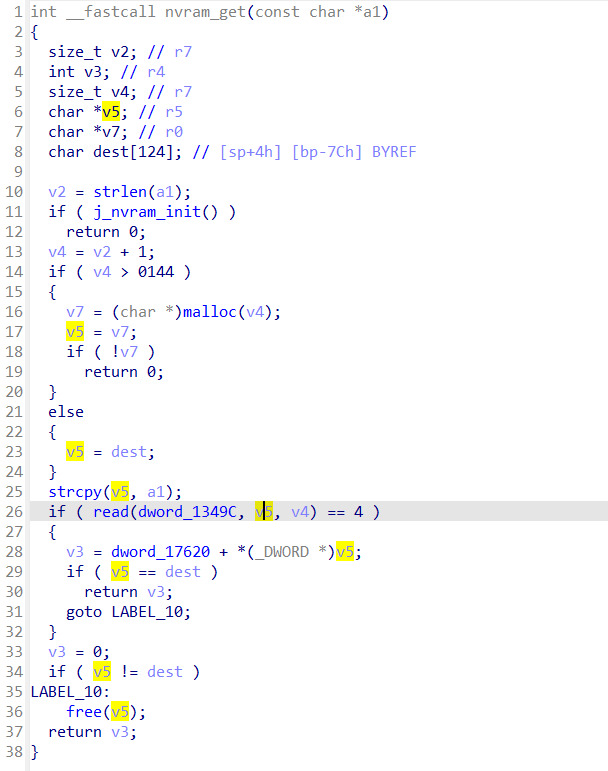 1 int __fastcall nvram_get(const char *a1)
2 {
3   size_t v2; // r7
4   int v3; // r4
5   size_t v4; // r7
6   char *v5; // r5
7   char *v7; // r0
8   char dest[124]; // [sp+4h] [bp-7Ch] BYREF
9
10   v2 = strlen(a1);
11   if ( j_nvram_init() )
12     return 0;
13   v4 = v2 + 1;
14   if ( v4 > 0144 )
15   {
16     v7 = (char *)malloc(v4);
17     v5 = v7;
18     if ( !v7 )
19       return 0;
20   }
21   else
22   {
23     v5 = dest;
24   }
25   strcpy(v5, a1);
26   if ( read(dword_1349C, v5, v4) == 4 )
27   {
28     v3 = dword_17620 + *(_DWORD *)v5;
29     if ( v5 == dest )
30       return v3;
31     goto LABEL_10;
32   }
33   v3 = 0;
34   if ( v5 != dest )
35 LABEL_10:
36     free(v5);
37   return v3;
38 }